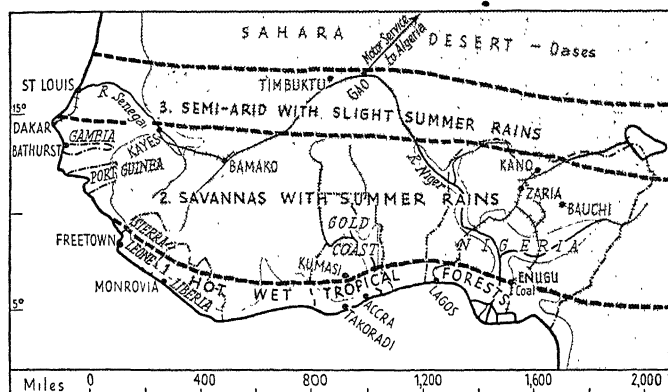 SAHARA DESERT - Oases
Motor Service
to Algeria
ST LOUIS
TIMBUKTU
GAO
R. Senegal
3. SEMI-ARID WITH SLIGHT SUMMER RAINS
15°
DAKAR
GAMBIA
BATHURST
KAYES
PORT GUINEA
BAMAKO
R. Niger
KANO
ZARIA
2. SAVANNAS WITH SUMMER RAINS
BAUCHI
GOLD
COAST
NIGERIA
FREETOWN
SIERRA
LEONE
KUMASI
1. HOT WET TROPICAL FORESTS
ENUGU
Coal
MONROVIA
LIBERIA
ACCRA
LAGOS
TAKORADI
5°
Miles 0 400 800 1,200 1,600 2,000